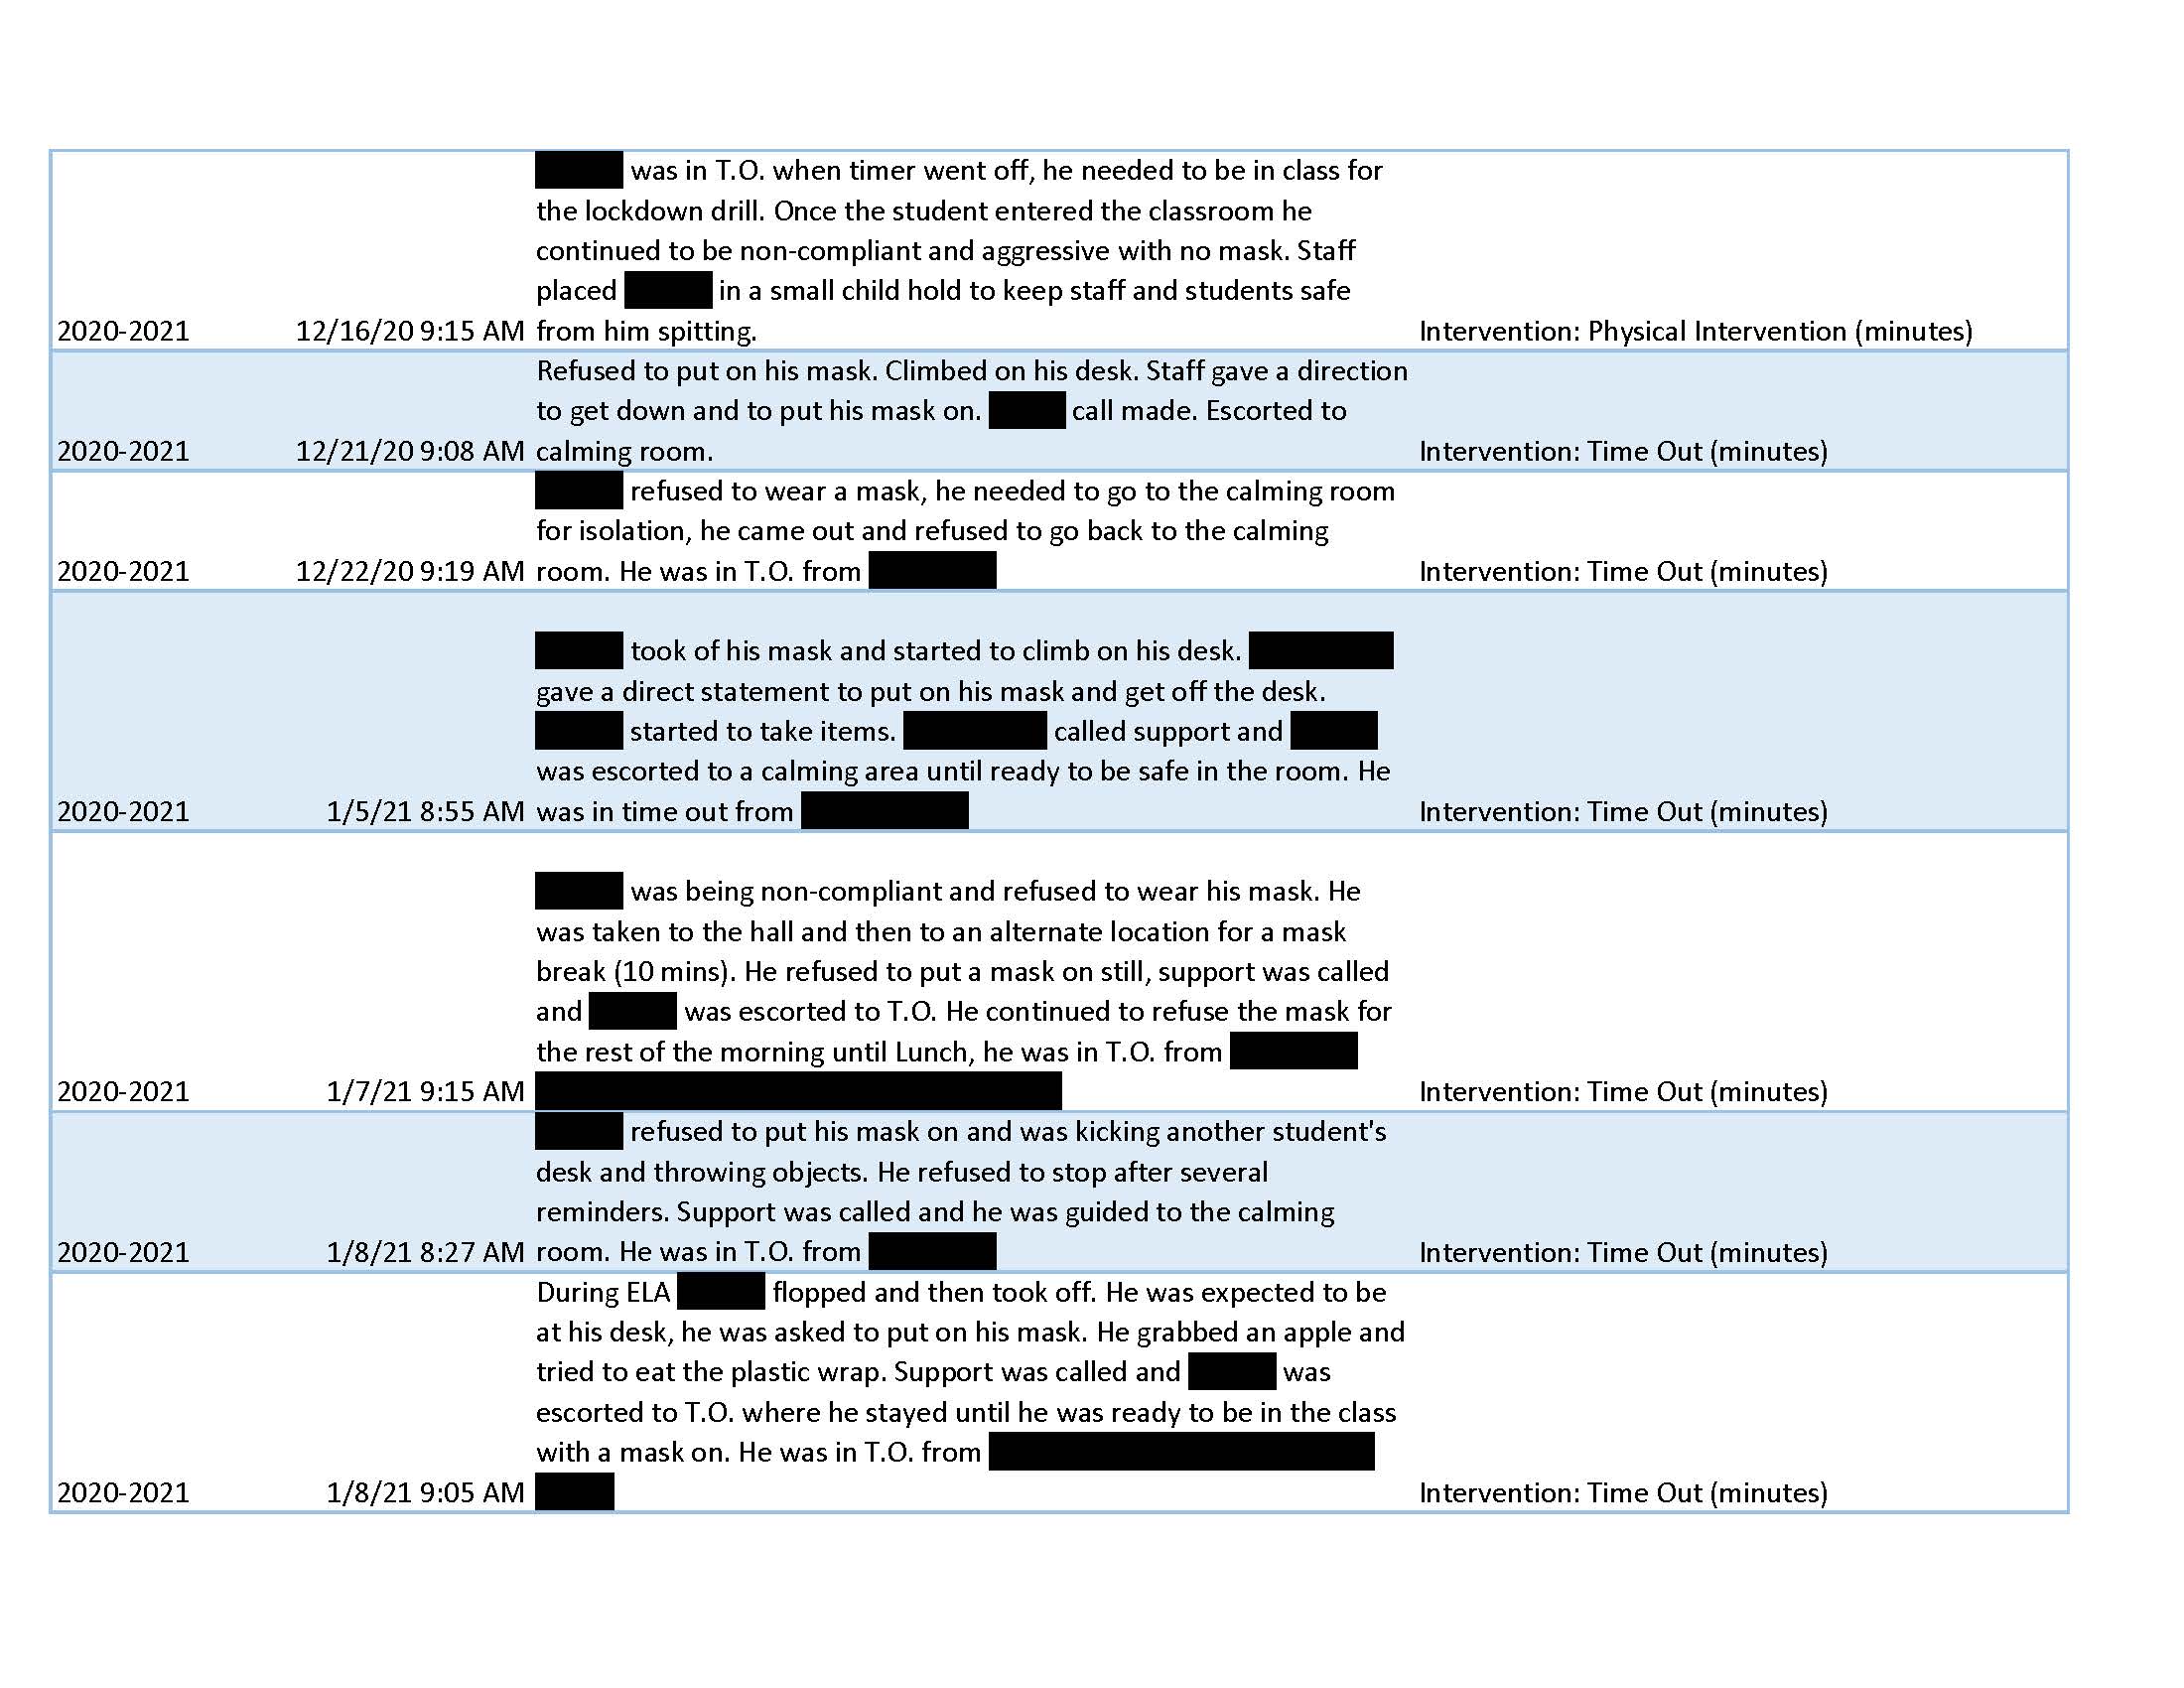 was in T.O. when timer went off, he needed to be in class for
the lockdown drill. Once the student entered the classroom he
continued to be non-compliant and aggressive with no mask. Staff
placed in a small child hold to keep staff and students safe
2020-2021 12/16/20 9:15 AM from him spitting. Intervention: Physical Intervention (minutes)
Refused to put on his mask. Climbed on his desk. Staff gave a direction
to get down and to put his mask on. call made. Escorted to
2020-2021 12/21/20 9:08 AM calming room. Intervention: Time Out (minutes)
refused to wear a mask, he needed to go to the calming room
for isolation, he came out and refused to go back to the calming
2020-2021 12/22/20 9:19 AM room. He was in T.O. from Intervention: Time Out (minutes)
took of his mask and started to climb on his desk.
gave a direct statement to put on his mask and get off the desk.
started to take items. called support and
was escorted to a calming area until ready to be safe in the room. He
2020-2021 1/5/21 8:55 AM was in time out from Intervention: Time Out (minutes)
was being non-compliant and refused to wear his mask. He
was taken to the hall and then to an alternate location for a mask
break (10 mins). He refused to put a mask on still, support was called
and was escorted to T.O. He continued to refuse the mask for
the rest of the morning until Lunch, he was in T.O. from
2020-2021 1/7/21 9:15 AM Intervention: Time Out (minutes)
refused to put his mask on and was kicking another student's
desk and throwing objects. He refused to stop after several
reminders. Support was called and he was guided to the calming
2020-2021 1/8/21 8:27 AM room. He was in T.O. from Intervention: Time Out (minutes)
During ELA flopped and then took off. He was expected to be
at his desk, he was asked to put on his mask. He grabbed an apple and
tried to eat the plastic wrap. Support was called and was
escorted to T.O. where he stayed until he was ready to be in the class
with a mask on. He was in T.O. from
2020-2021 1/8/21 9:05 AM Intervention: Time Out (minutes)